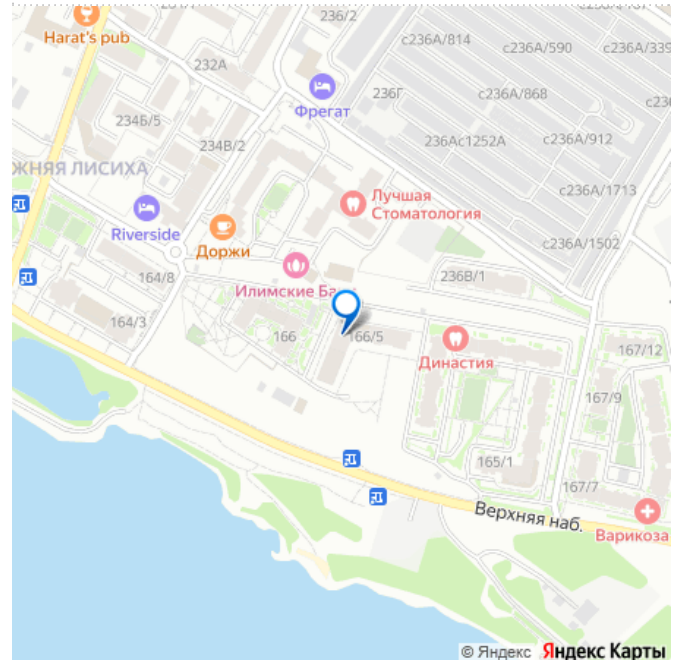 236/2
Harat's pub
232А
с236А/814
с236А/590
с236А/339
Фрегат
236Г
с236А/868
234Б/5
234В/2
236Ас1252А
с236А/912
ЖНЯЯ ЛИСИХА
Лучшая
Стоматология
с236А/1713
Riverside
Доржи
с236А/1502
164/8
Илимские Ба
236В/1
164/3
166
166/5
Династия
167/12
167/9
165/1
167/7
Верхняя наб.
Варикоза
© Яндекс Яндекс Карты